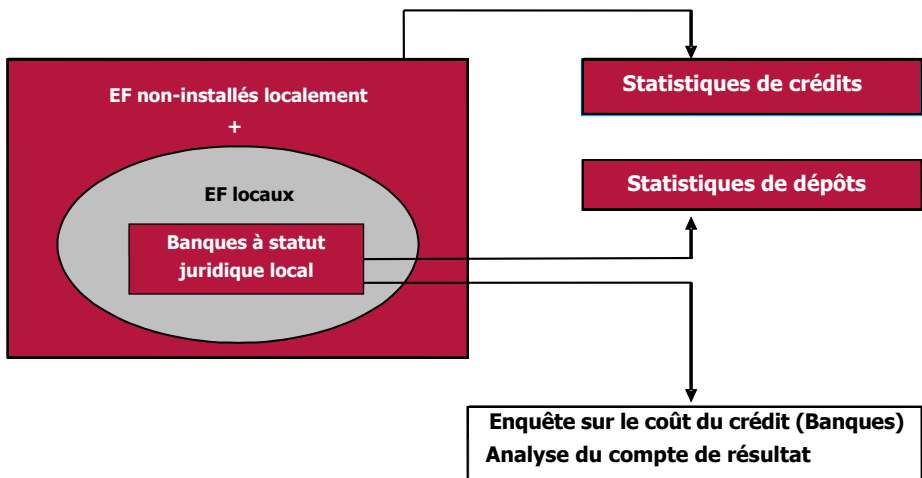 EF non-installés localement
+
EF locaux
Banques à statut
juridique local
Statistiques de crédits
Statistiques de dépôts
Enquête sur le coût du crédit (Banques)
Analyse du compte de résultat